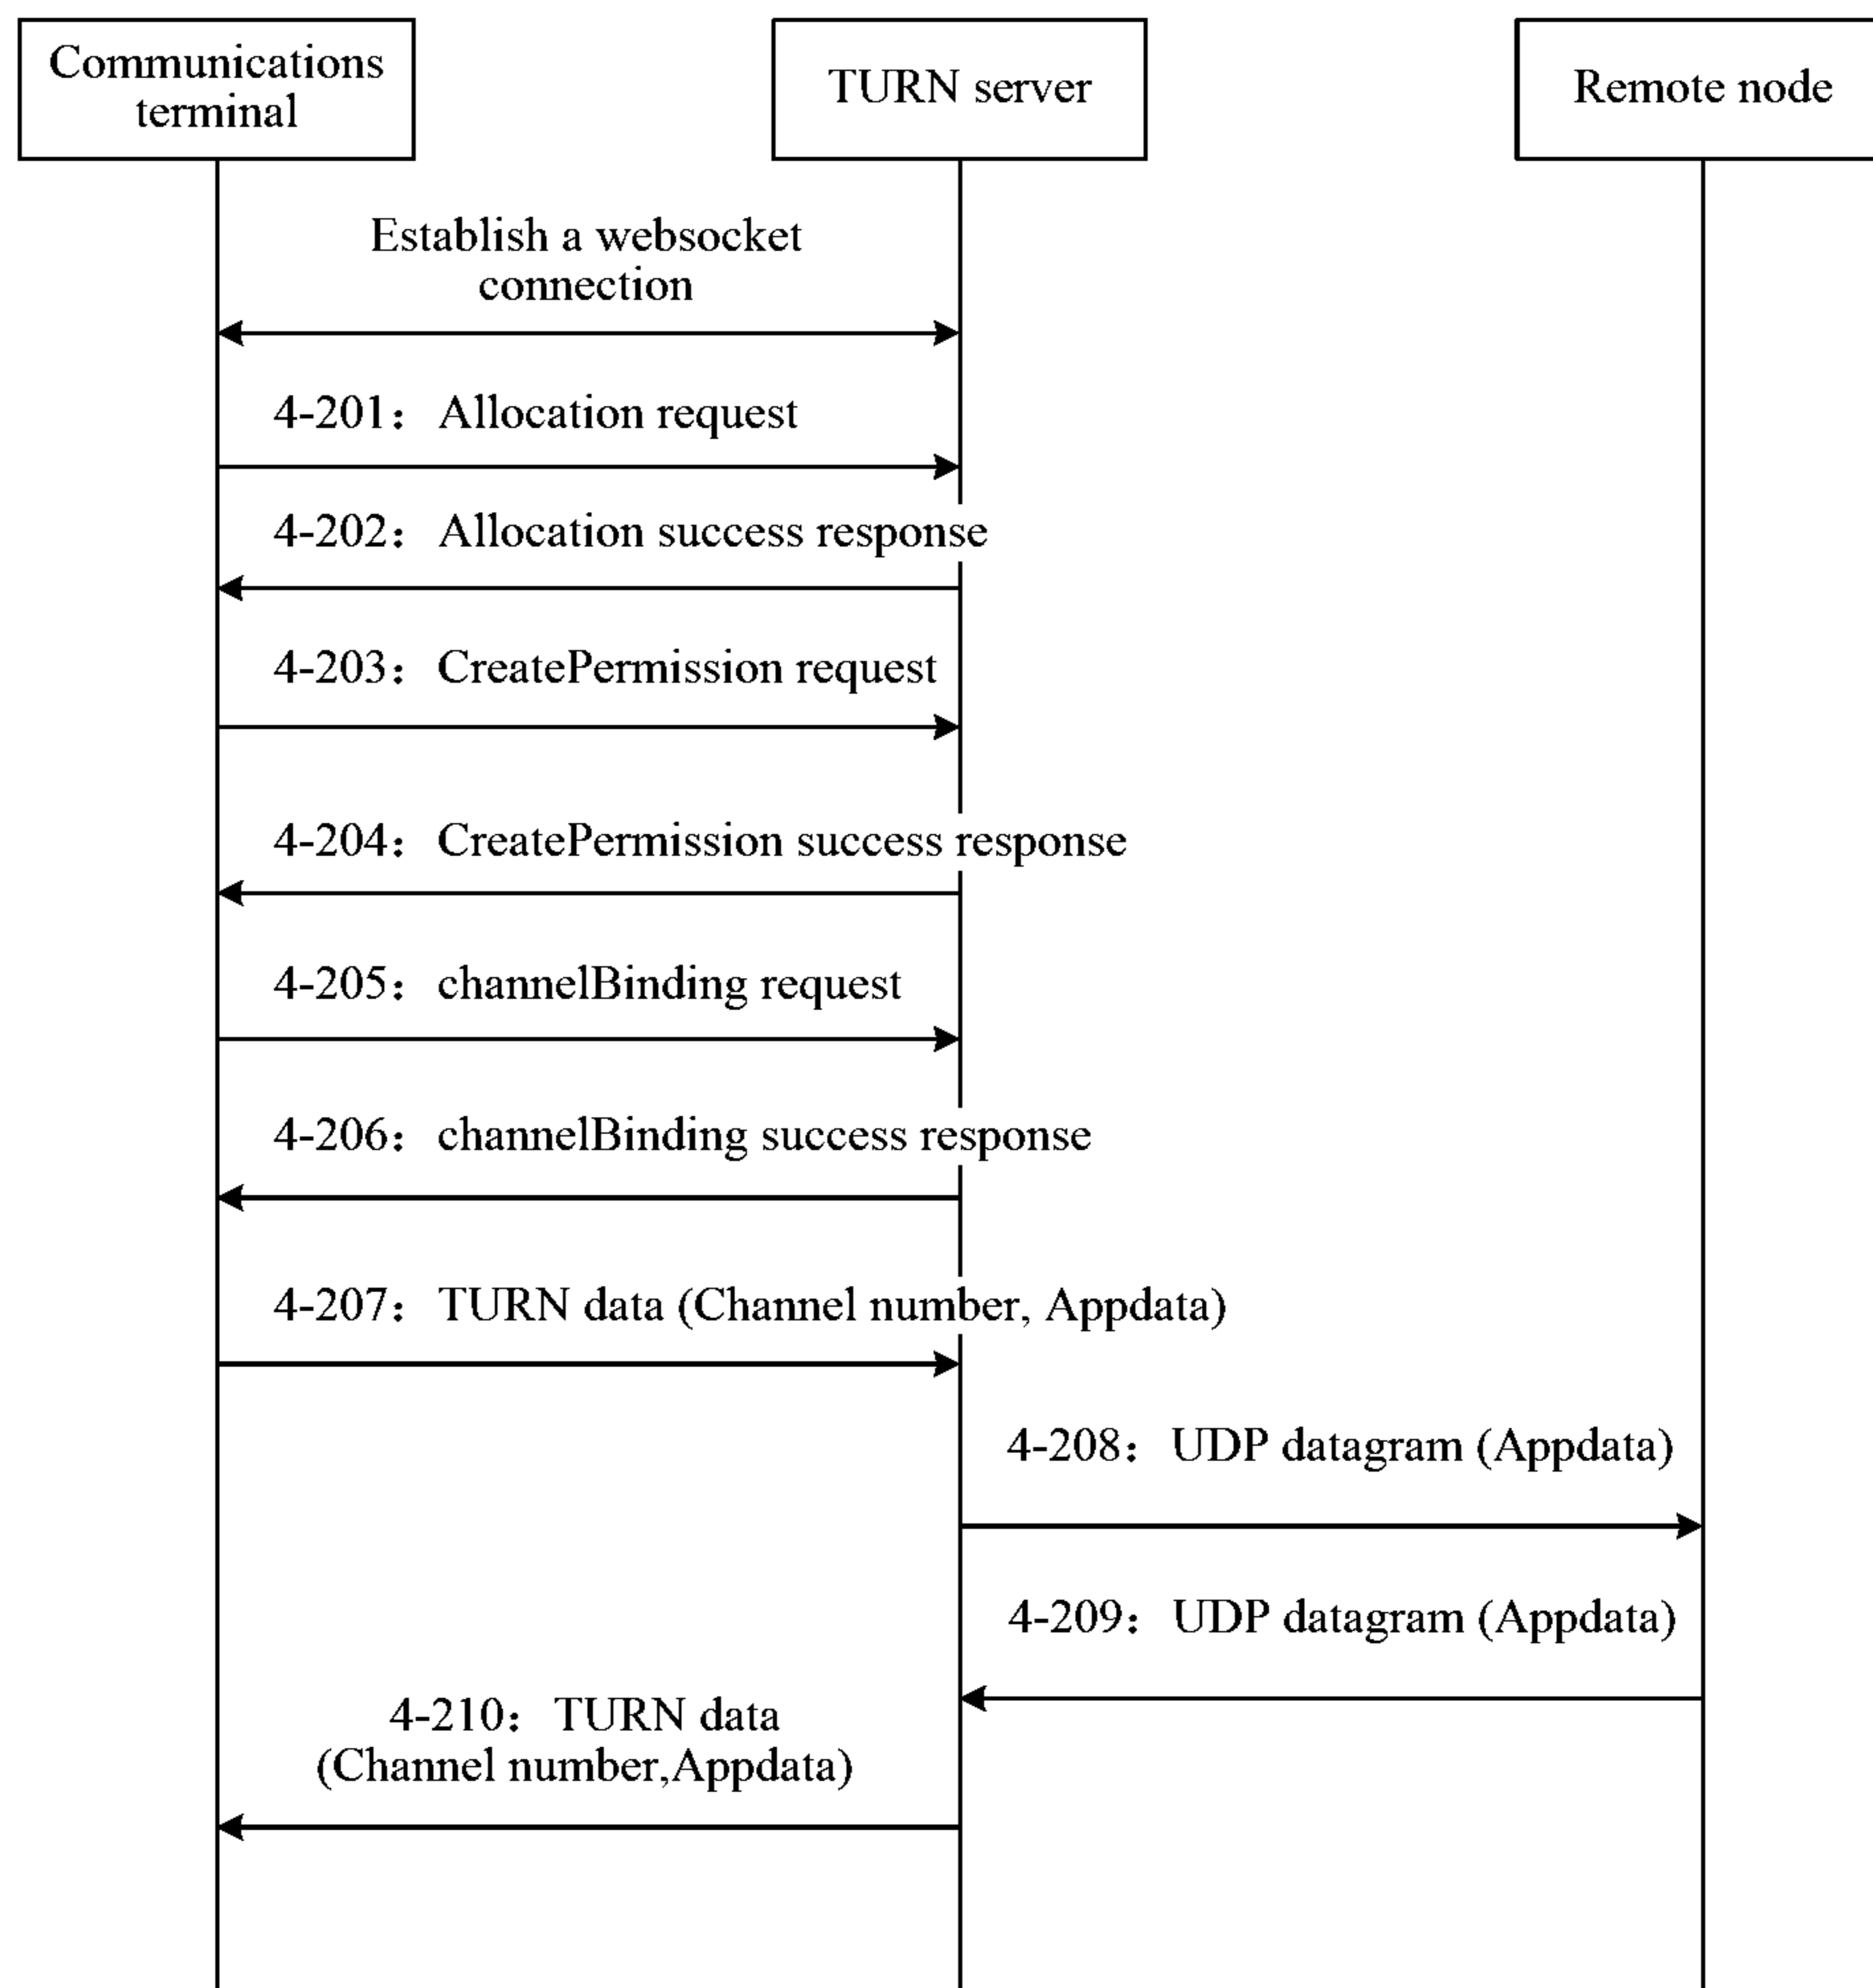 Communications
terminal
TURN server
Remote node
Establish a websocket
connection
4-201: Allocation request
4-202: Allocation success response
4-203: CreatePermission request
4-204: CreatePermission success response
4-205: channelBinding request
4-206: channelBinding success response
4-207: TURN data (Channel number, Appdata)
4-208: UDP datagram (Appdata)
4-209: UDP datagram (Appdata)
4-210: TURN data
(Channel number,Appdata)